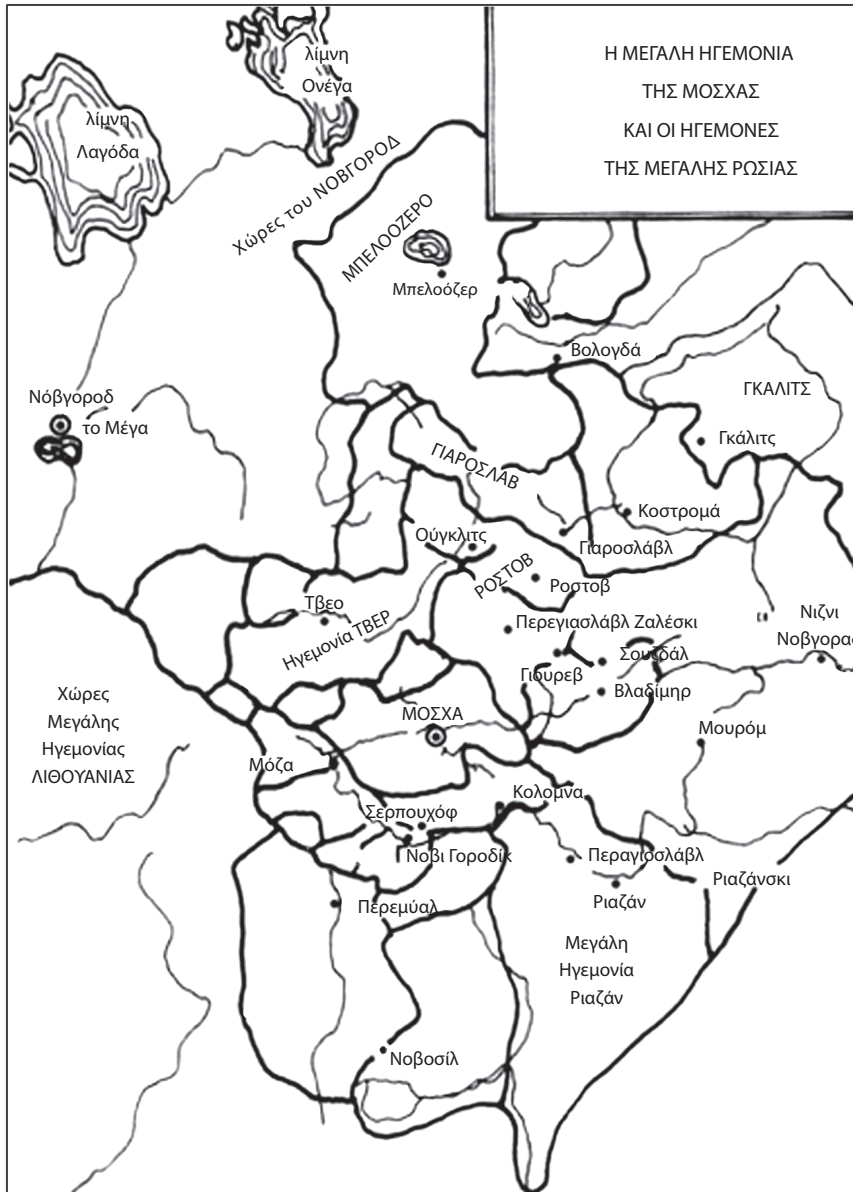 Η ΜΕΓΑΛΗ ΗΓΕΜΟΝΙΑ
ΤΗΣ ΜΟΣΧΑΣ
ΚΑΙ ΟΙ ΗΓΕΜΟΝΕΣ
ΤΗΣ ΜΕΓΑΛΗΣ ΡΩΣΙΑΣ
λίμνη
Ονέγα
λίμνη
Λαγόδα
Χώρες του ΝΟΒΓΟΡΟΔ
ΜΠΕΛΟΟΖΕΡΟ
Μπελοόζερ
Βολογδά
ΓΚΑΛΙΤΣ
Νόβγοροδ
το Μέγα
Γκάλιτς
ΓΙΑΡΟΣΛΑΒ
Κοστρομά
Ούγκλιτς
Γιαροσλάβλ
ΡΟΣΤΟΒ
Ροστοβ
Τβεο
Ηγεμονία ΤΒΕΡ
Περεγιασλάβλ Ζαλέσκι
Νιζνι
Νοβγοραδ
Σουζδάλ
Γιουρεβ
Βλαδίμηρ
Χώρες
Μεγάλης
Ηγεμονίας
ΛΙΘΟΥΑΝΙΑΣ
ΜΟΣΧΑ
Μουρόμ
Μόζα
Κολομνα
Σερπουχόφ
Νοβι Γοροδίκ
Περαγιοσλάβλ
Ριαζάνσκι
Ριαζάν
Περεμύαλ
Μεγάλη
Ηγεμονία
Ριαζάν
Νοβοσίλ